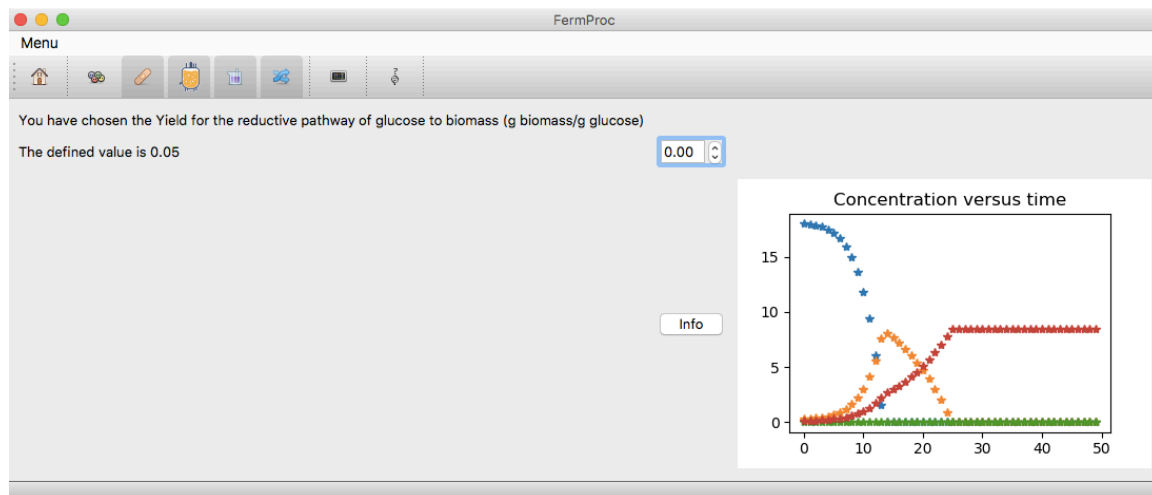 FermProc
Menu
You have chosen the Yield for the reductive pathway of glucose to biomass (g biomass/g glucose)
The defined value is 0.05
0.00
Info
Concentration versus time
15
10
5
0
0 10 20 30 40 50